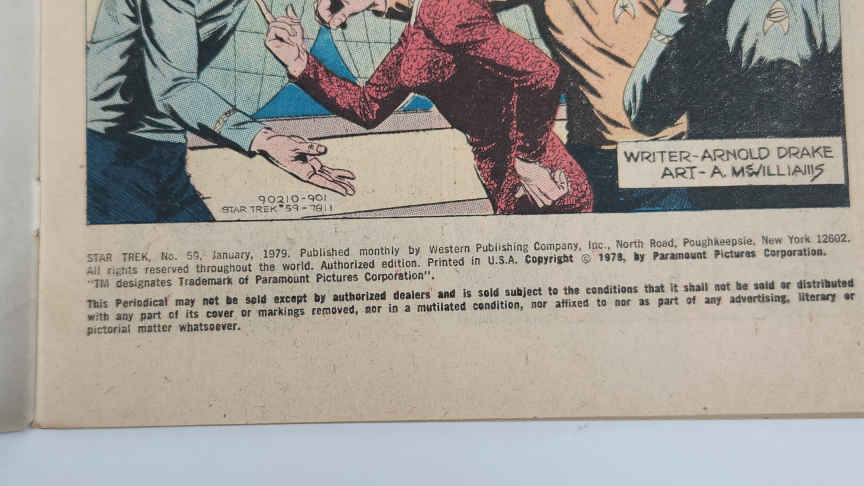 WRITER-ARNOLD DRAKE
ART- A. McWILLIAMS
90210-901
STAR TREK #59-7811
STAR TREK, No. 59, January, 1979. Published monthly by Western Publishing Company, Inc., North Road, Poughkeepsie, New York 12602.
All rights reserved throughout the world. Authorized edition. Printed in U.S.A. Copyright © 1978, by Paramount Pictures Corporation.
"TM designates Trademark of Paramount Pictures Corporation".
This Periodical may not be sold except by authorized dealers and is sold subject to the conditions that it shall not be sold or distributed
with any part of its cover or markings removed, nor in a mutilated condition, nor affixed to nor as part of any advertising, literary or
pictorial matter whatsoever.